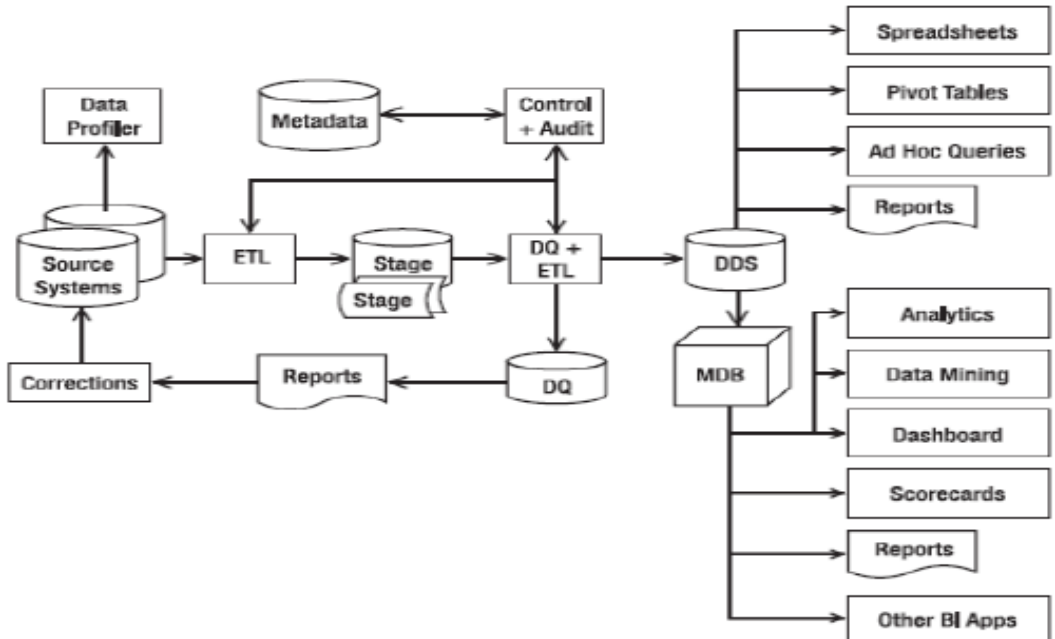 Spreadsheets
Pivot Tables
Ad Hoc Queries
Reports
Data
Profiler
Metadata
Control
+ Audit
Source
Systems
ETL
Stage
Stage
DQ +
ETL
DDS
Corrections
Reports
DQ
MDB
Analytics
Data Mining
Dashboard
Scorecards
Reports
Other BI Apps